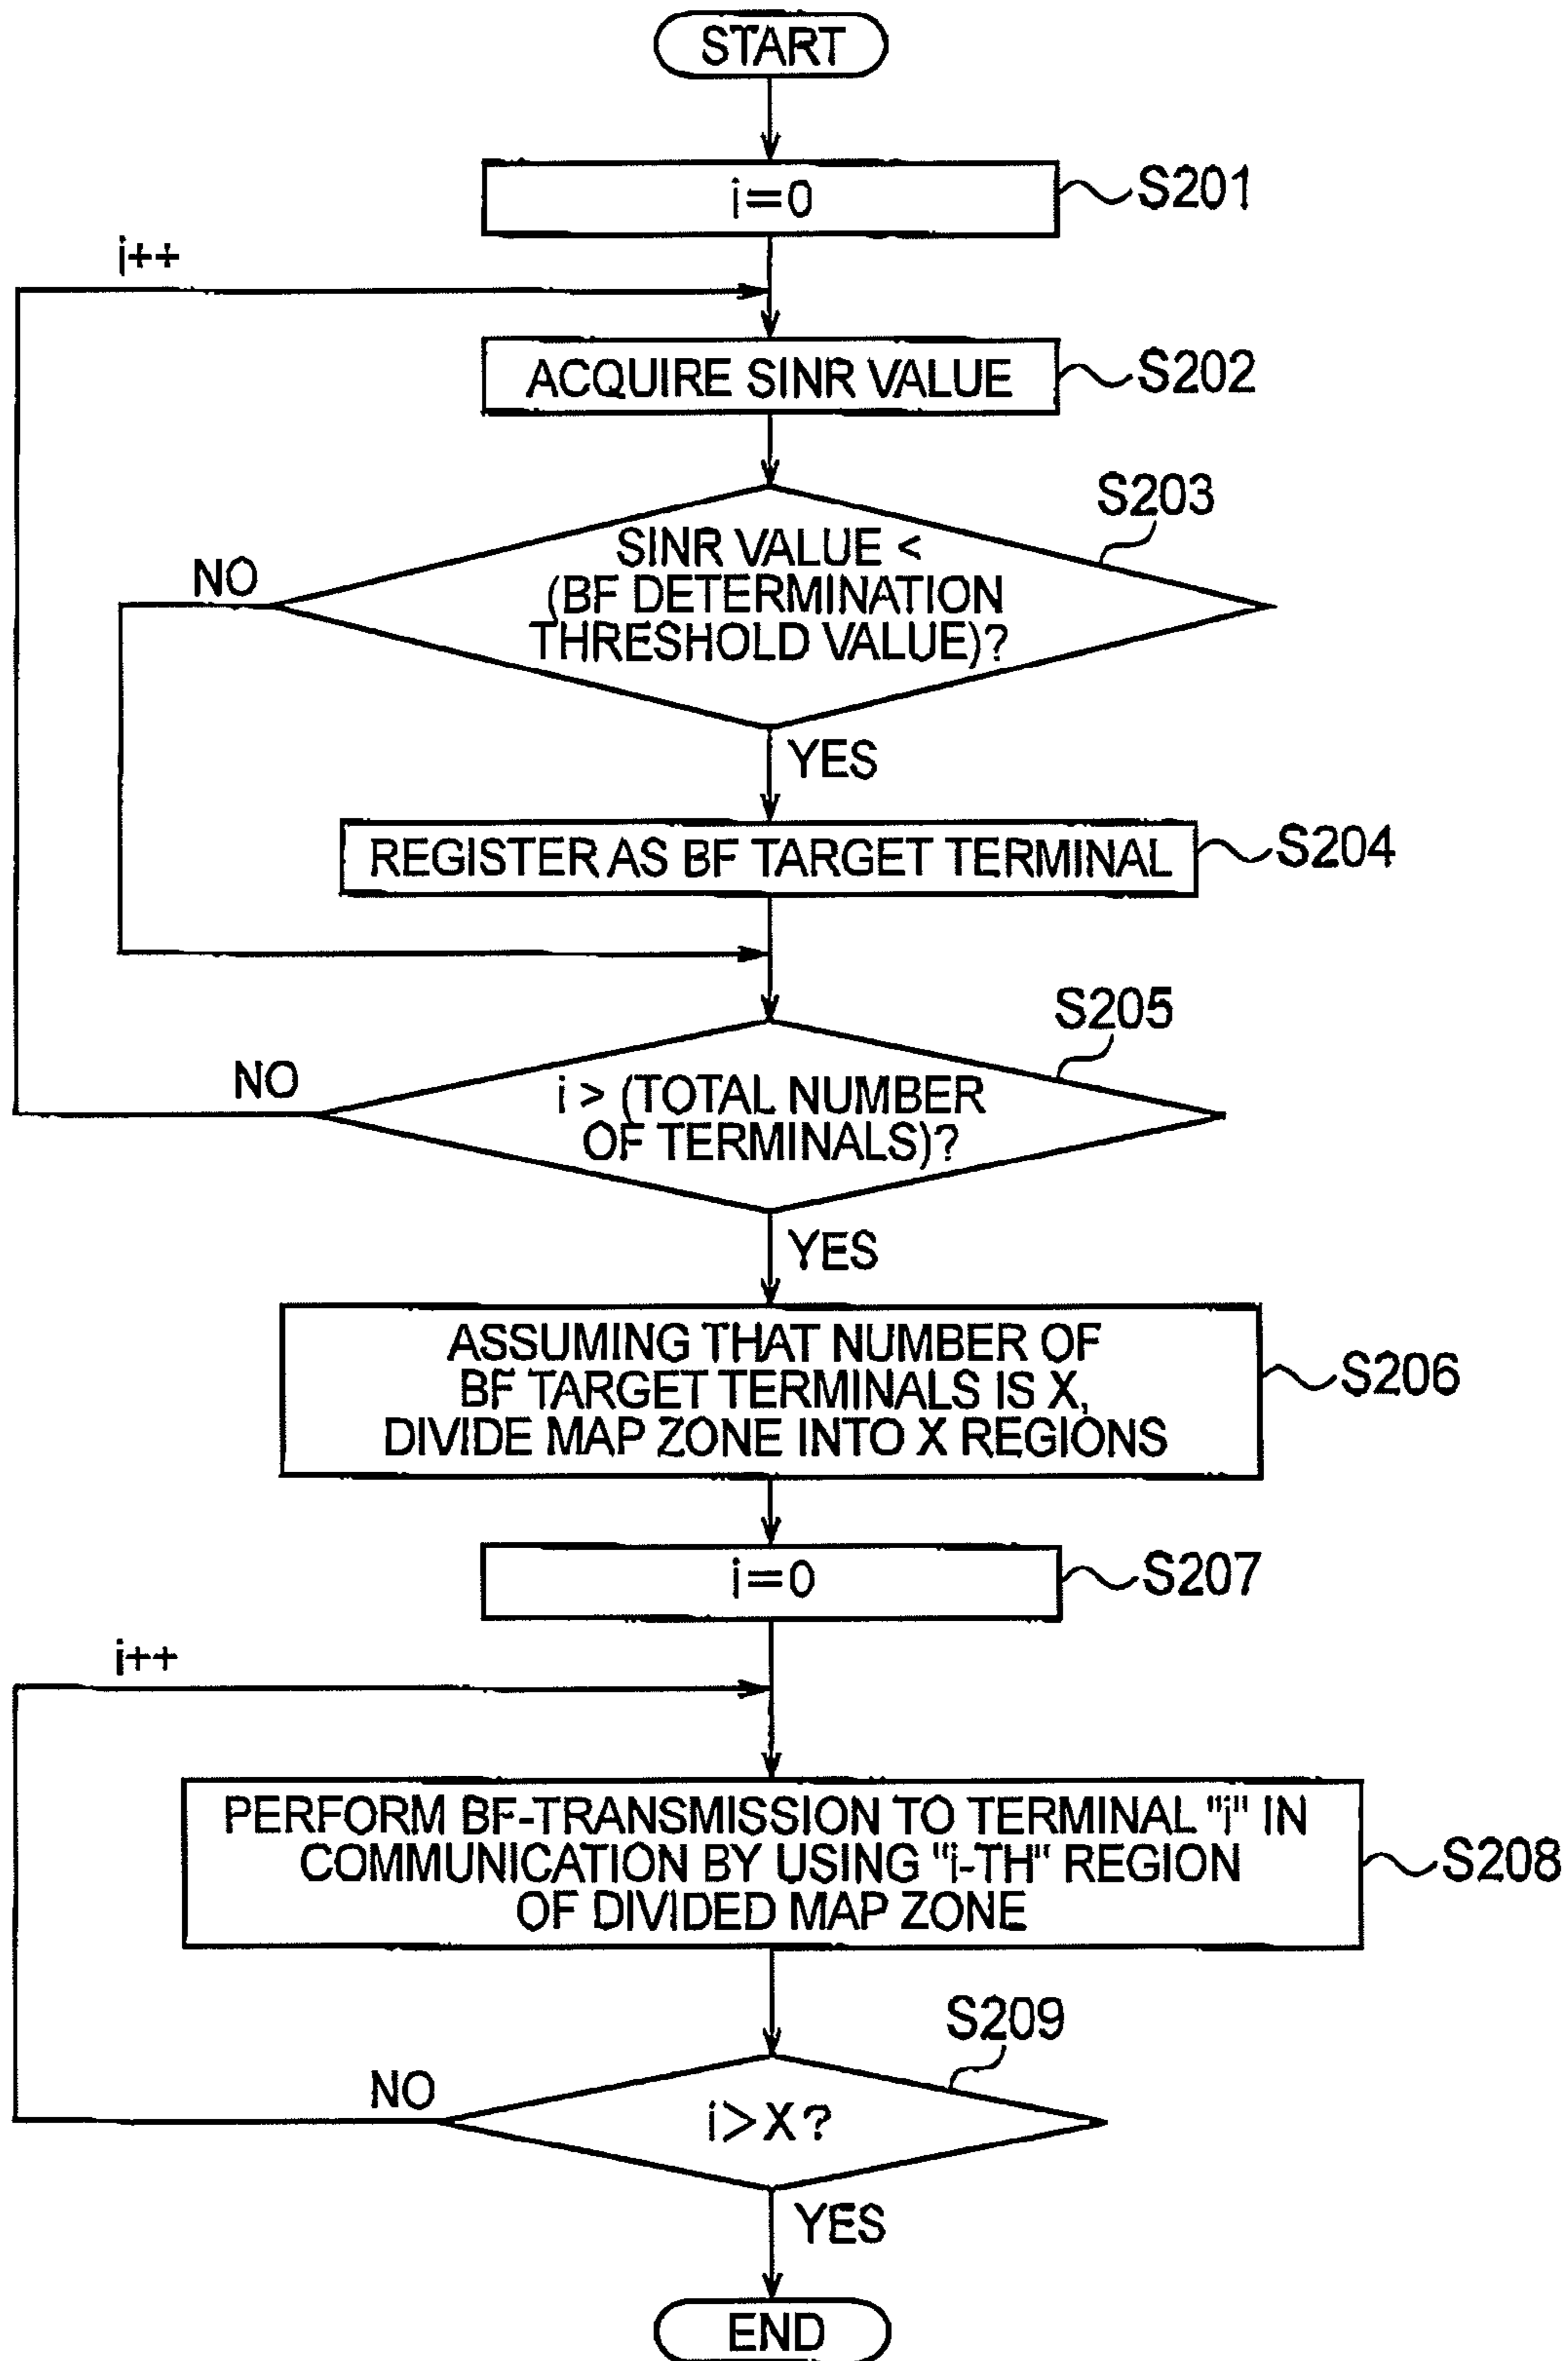 START
i=0
S201
i++
ACQUIRE SINR VALUE
S202
S203
SINR VALUE <
(BF DETERMINATION
THRESHOLD VALUE)?
NO
YES
REGISTER AS BF TARGET TERMINAL
S204
S205
NO
i > (TOTAL NUMBER
OF TERMINALS)?
YES
ASSUMING THAT NUMBER OF
BF TARGET TERMINALS IS X,
DIVIDE MAP ZONE INTO X REGIONS
S206
i=0
S207
i++
PERFORM BF-TRANSMISSION TO TERMINAL "i" IN
COMMUNICATION BY USING "i-TH" REGION
OF DIVIDED MAP ZONE
S208
S209
NO
i>X?
YES
END